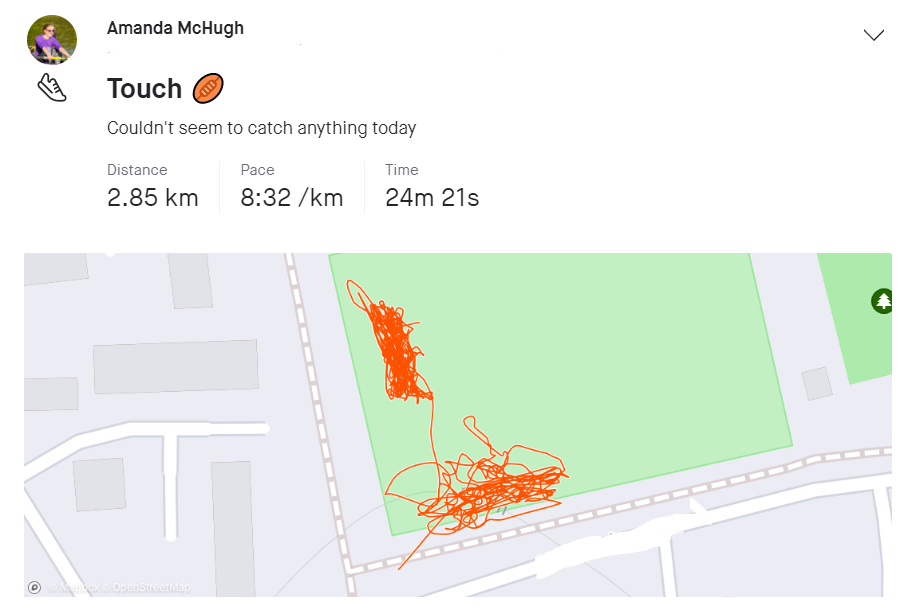 Amanda McHugh
Touch 🏉
Couldn't seem to catch anything today
Distance
2.85 km
Pace
8:32 /km
Time
24m 21s
© Mapbox © OpenStreetMap